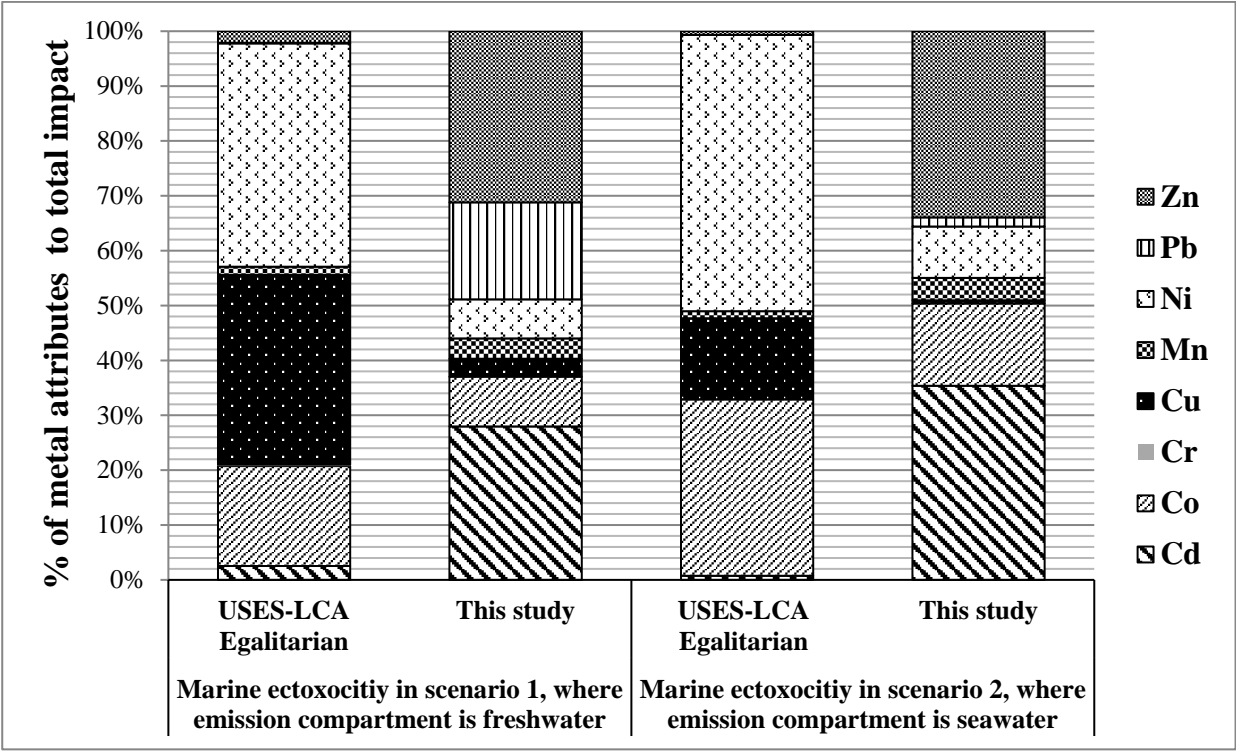 % of metal attributes to total impact
100%
90%
80%
70%
60%
50%
40%
30%
20%
10%
0%
USES-LCA
Egalitarian
This study
USES-LCA
Egalitarian
This study
Marine ectoxocitiy in scenario 1, where
emission compartment is freshwater
Marine ectoxocitiy in scenario 2, where
emission compartment is seawater
Zn
Pb
Ni
Mn
Cu
Cr
Co
Cd